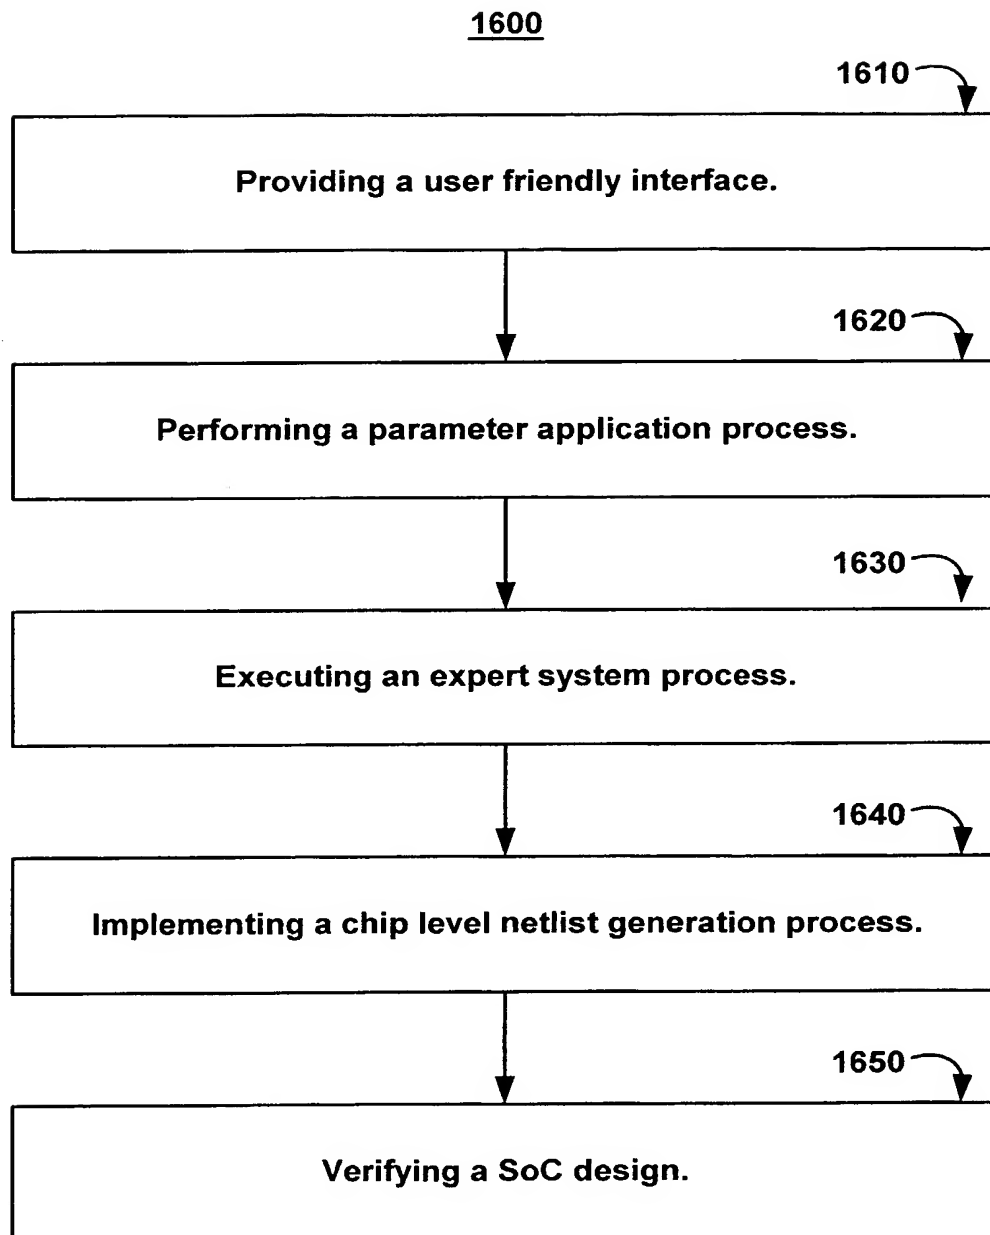 1600
1610
Providing a user friendly interface.
1620
Performing a parameter application process.
1630
Executing an expert system process.
1640
Implementing a chip level netlist generation process.
1650
Verifying a SoC design.